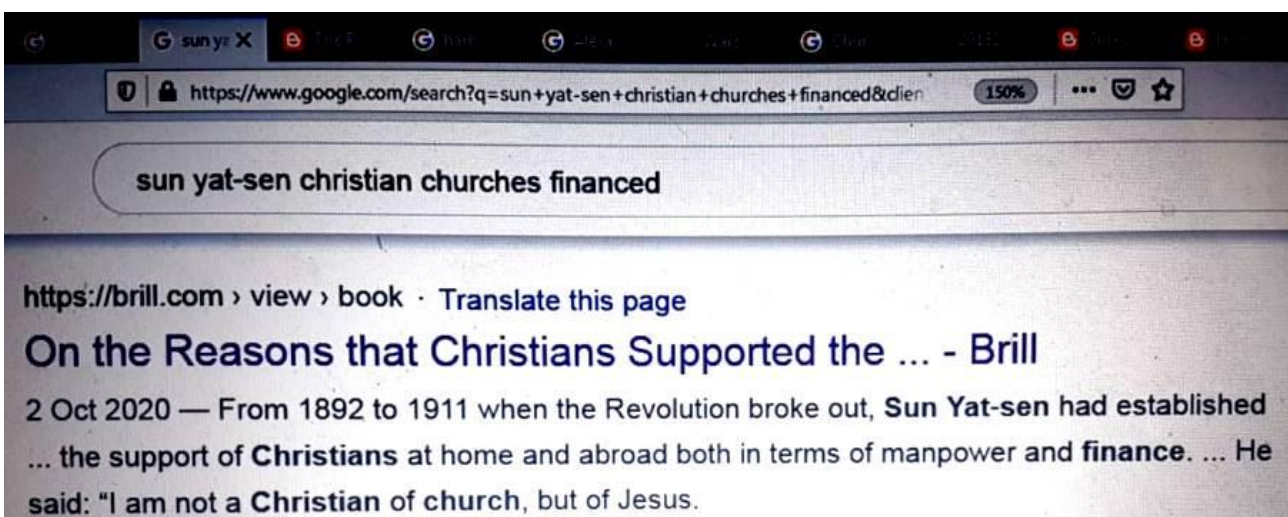 sun yz
https://www.google.com/search?q=sun+yat-sen+christian+churches+financed&clien
150%
sun yat-sen christian churches financed
https://brill.com › view › book · Translate this page
On the Reasons that Christians Supported the ... - Brill
2 Oct 2020 — From 1892 to 1911 when the Revolution broke out, Sun Yat-sen had established
... the support of Christians at home and abroad both in terms of manpower and finance. ... He
said: "I am not a Christian of church, but of Jesus.